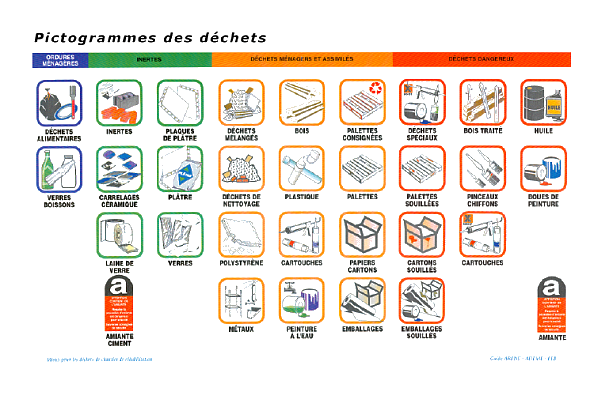 Pictogrammes des déchets
ORDURES
MÉNAGÈRES
INERTES
DÉCHETS MÉNAGERS ET ASSIMILÉS
DÉCHETS DANGEREUX
DÉCHETS
ALIMENTAIRES
INERTES
PLAQUES
DE PLÂTRE
DÉCHETS
MÉLANGÉS
BOIS
PALETTES
CONSIGNÉES
DÉCHETS
SPÉCIAUX
BOIS TRAITÉ
HUILE
VERRES
BOISSONS
CARRELAGES
CÉRAMIQUE
PLÂTRE
DÉCHETS DE
NETTOYAGE
PLASTIQUE
PALETTES
PALETTES
SOUILLÉES
PINCEAUX
CHIFFONS
BOUES DE
PEINTURE
LAINE DE
VERRE
VERRES
POLYSTYRÈNE
CARTOUCHES
PAPIERS
CARTONS
CARTONS
SOUILLÉS
CARTOUCHES
a
AMIANTE
CIMENT
MÉTAUX
PEINTURE
A L'EAU
EMBALLAGES
EMBALLAGES
SOUILLÉS
a
AMIANTE